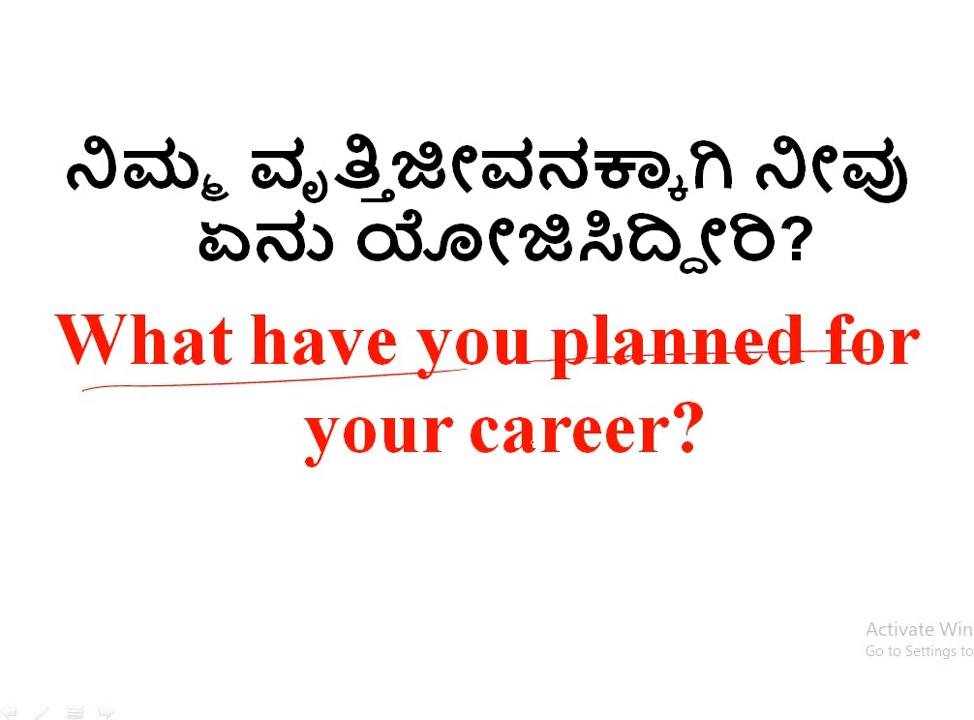 ನಿಮ್ಮ ವೃತ್ತಿಜೀವನಕ್ಕಾಗಿ ನೀವು
ಏನು ಯೋಜಿಸಿದ್ದೀರಿ?
What have you planned for
your career?
Activate Win
Go to Settings to